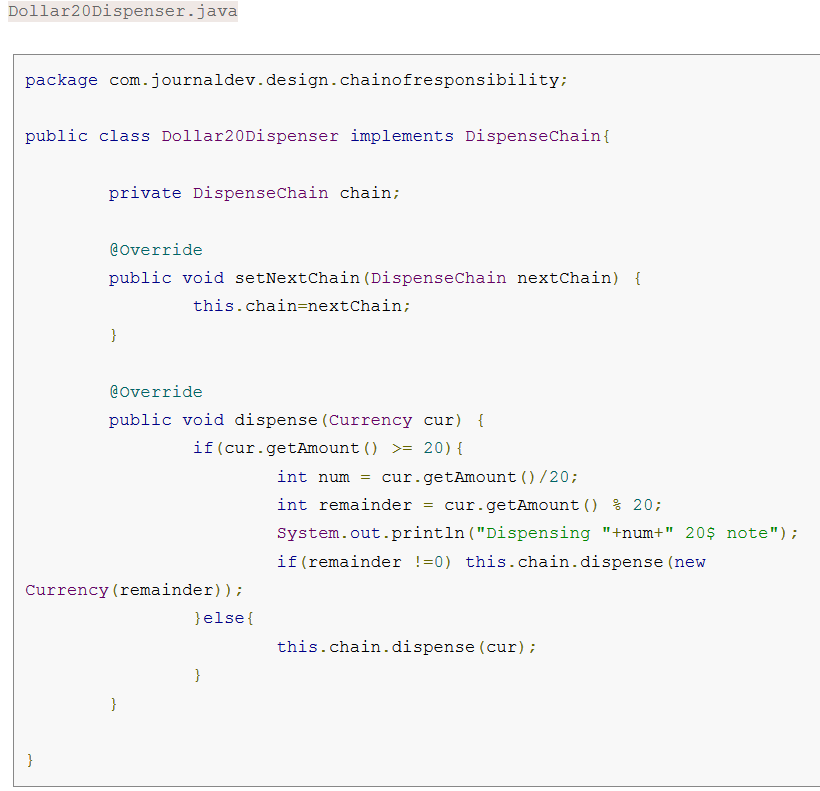 Dollar20Dispenser.java
package com.journaldev.design.chainofresponsibility;
public class Dollar20Dispenser implements DispenseChain{
private DispenseChain chain;
@Override
public void setNextChain(DispenseChain nextChain) {
this.chain=nextChain;
}
@Override
public void dispense(Currency cur) {
if(cur.getAmount() >= 20){
int num = cur.getAmount()/20;
int remainder = cur.getAmount() % 20;
System.out.println("Dispensing "+num+" 20$ note");
if(remainder !=0) this.chain.dispense(new
Currency(remainder));
}else{
this.chain.dispense(cur);
}
}
}